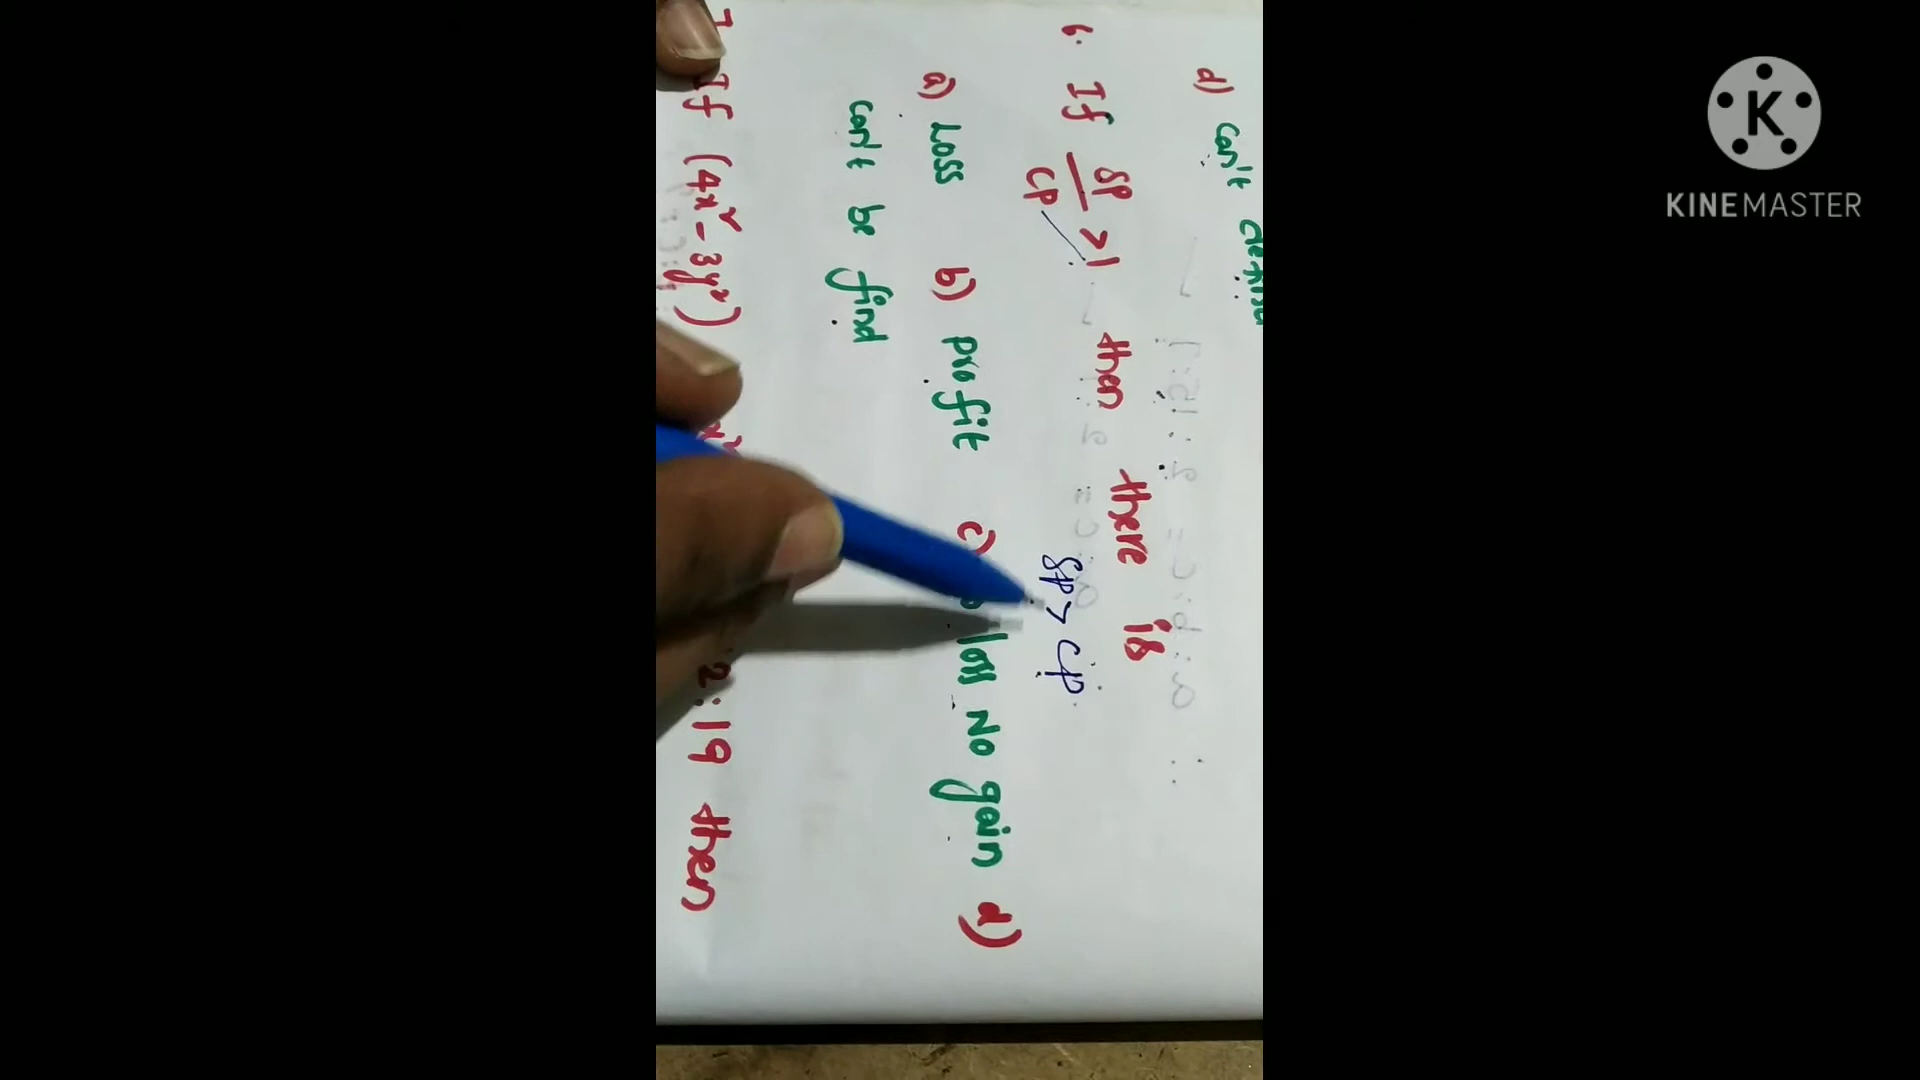 d) can't
6. If SP/CP >1 then there is
SP > CP
a) Loss b) profit c) loss No gain d)
can't be find
7. If (4x² - 3y²) 2:19 then
KINEMASTER